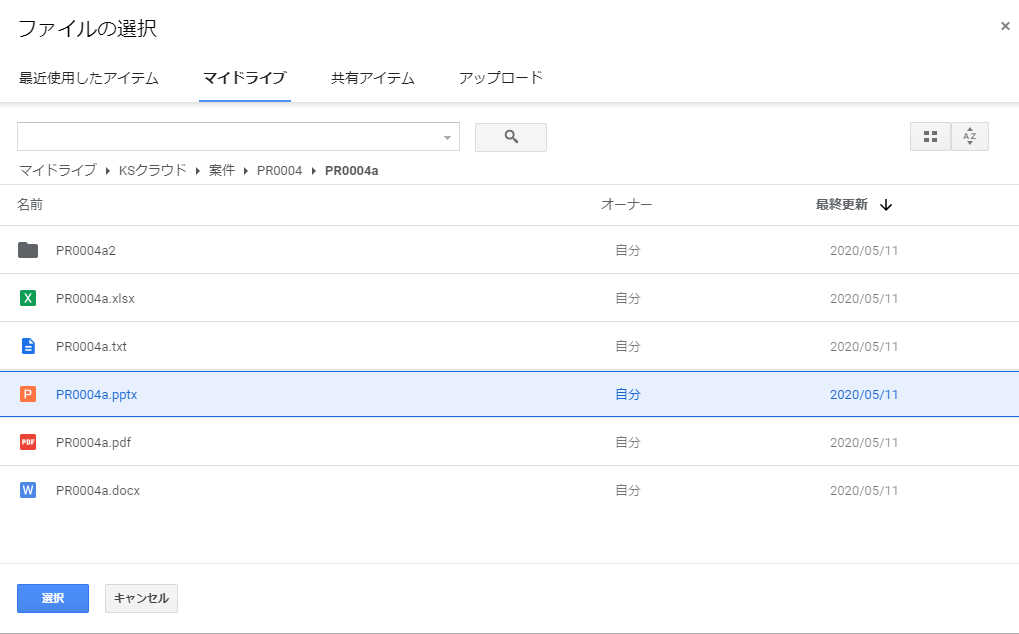 ファイルの選択
×
最近使用したアイテム マイドライブ 共有アイテム アップロード
AZ
マイドライブ KSクラウド 案件 PR0004 PR0004a
名前 オーナー 最終更新
PR0004a2 自分 2020/05/11
X PR0004a.xlsx 自分 2020/05/11
PR0004a.txt 自分 2020/05/11
P PR0004a.pptx 自分 2020/05/11
PDF PR0004a.pdf 自分 2020/05/11
W PR0004a.docx 自分 2020/05/11
選択 キャンセル